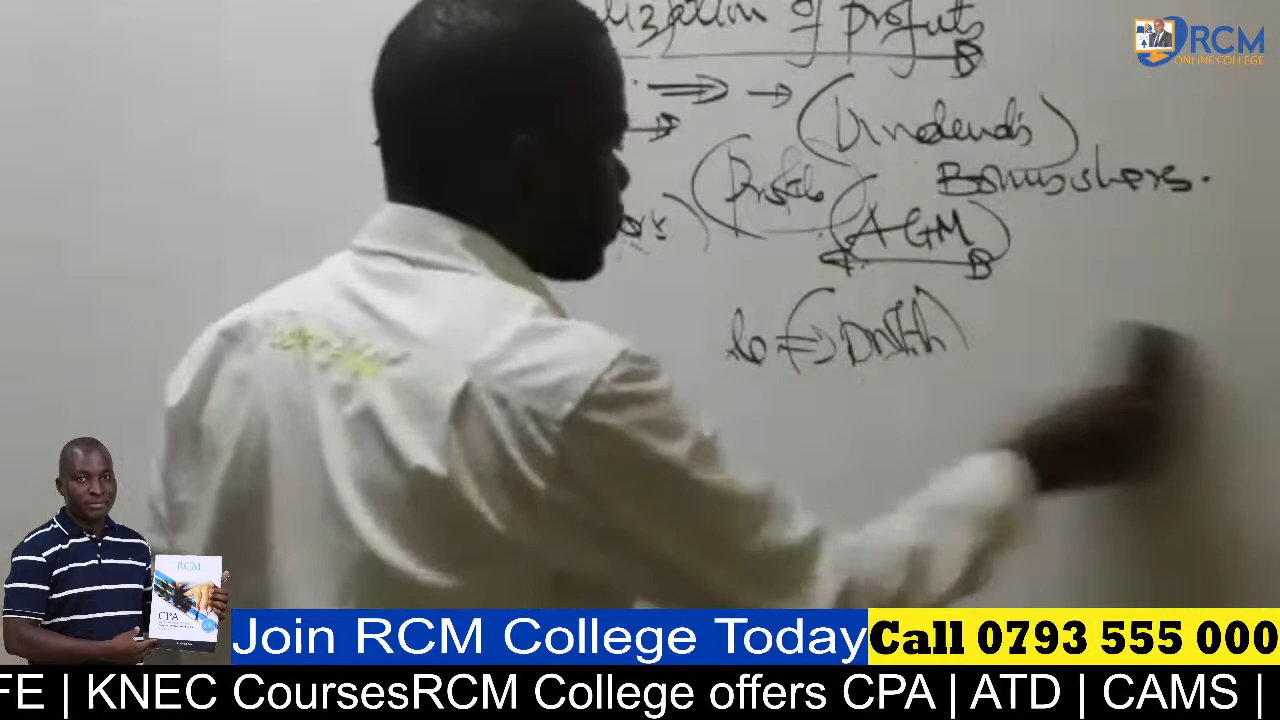 lization of profits
RCM
ONLINE COLLEGE
(Dividends)
Bonus shares.
(AGM)
RCM
CPA
Join RCM College Today
Call 0793 555 000
FE | KNEC CoursesRCM College offers CPA | ATD | CAMS |